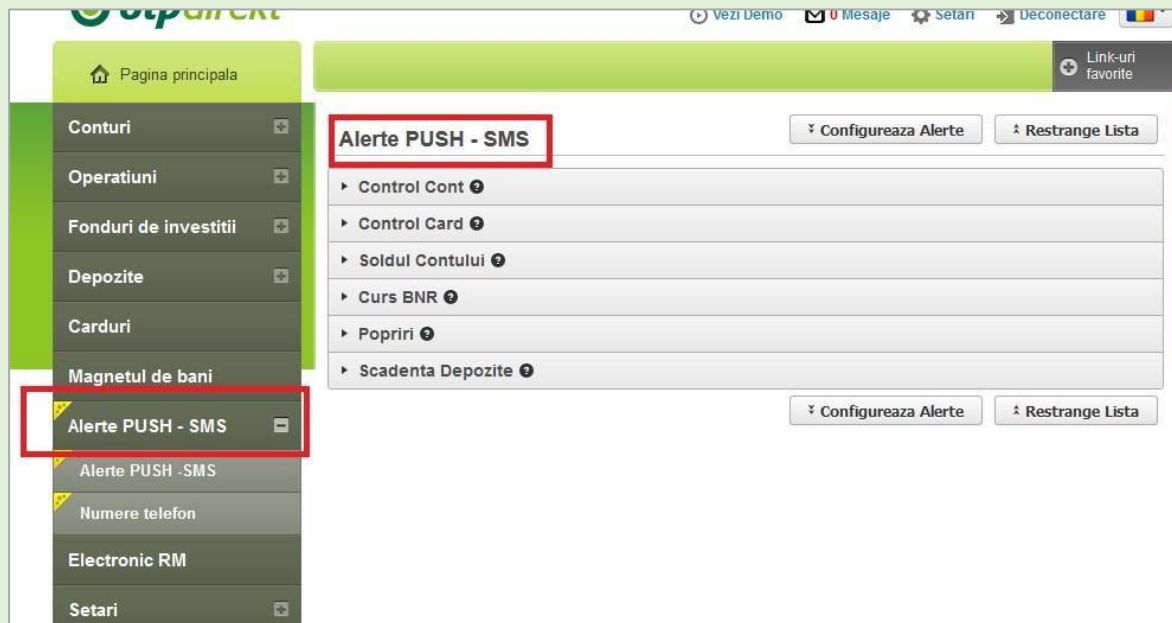 otpdirekt
Vezi Demo 0 Mesaje Setari Deconectare
Pagina principala
Link-uri
favorite
Conturi
Operatiuni
Fonduri de investitii
Depozite
Carduri
Magnetul de bani
Alerte PUSH - SMS
Alerte PUSH -SMS
Numere telefon
Electronic RM
Setari
Alerte PUSH - SMS
Configureaza Alerte Restrange Lista
Control Cont
Control Card
Soldul Contului
Curs BNR
Popriri
Scadenta Depozite
Configureaza Alerte Restrange Lista